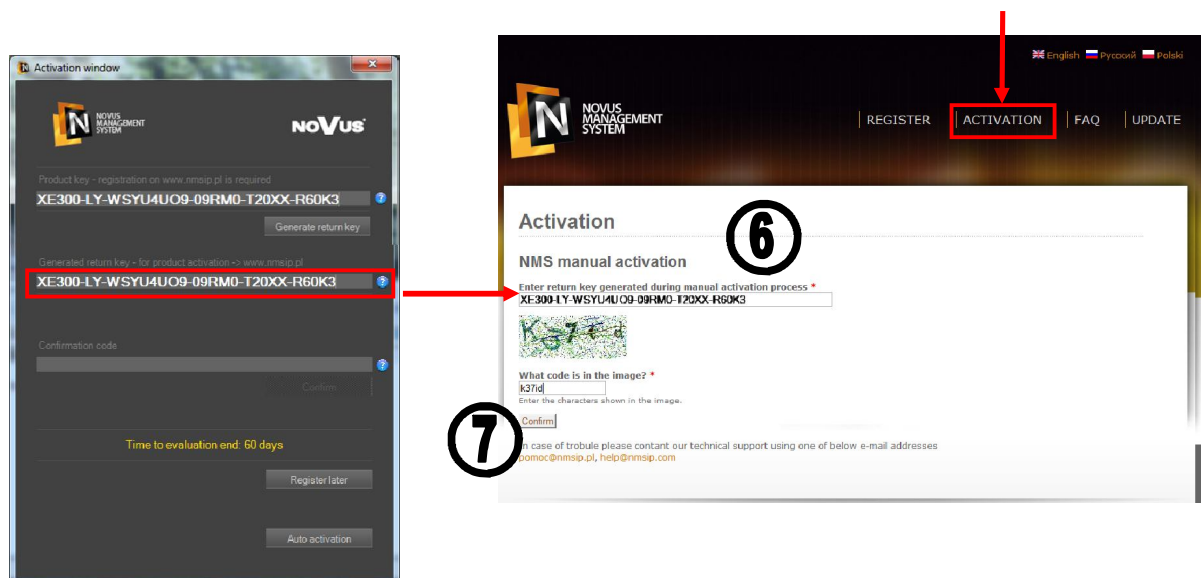 Activation window
NOVUS
MANAGEMENT
SYSTEM
NOVUS
Product key - registration on www.nmsip.pl is required
XE300-LY-WSYU4UO9-09RM0-T20XX-R60K3
Generate return key
Generated return key - for product activation -> www.nmsip.pl
XE300-LY-WSYU4UO9-09RM0-T20XX-R60K3
Confirmation code
Confirm
Time to evaluation end: 60 days
Register later
Auto activation
English Русский Polski
NOVUS
MANAGEMENT
SYSTEM
REGISTER ACTIVATION FAQ UPDATE
Activation
6
NMS manual activation
Enter return key generated during manual activation process *
XE300-LY-WSYU4UO9-09RM0-T20XX-R60K3
What code is in the image? *
k37id
Enter the characters shown in the image.
Confirm
7
In case of trobule please contant our technical support using one of below e-mail addresses
pomoc@nmsip.pl, help@nmsip.com